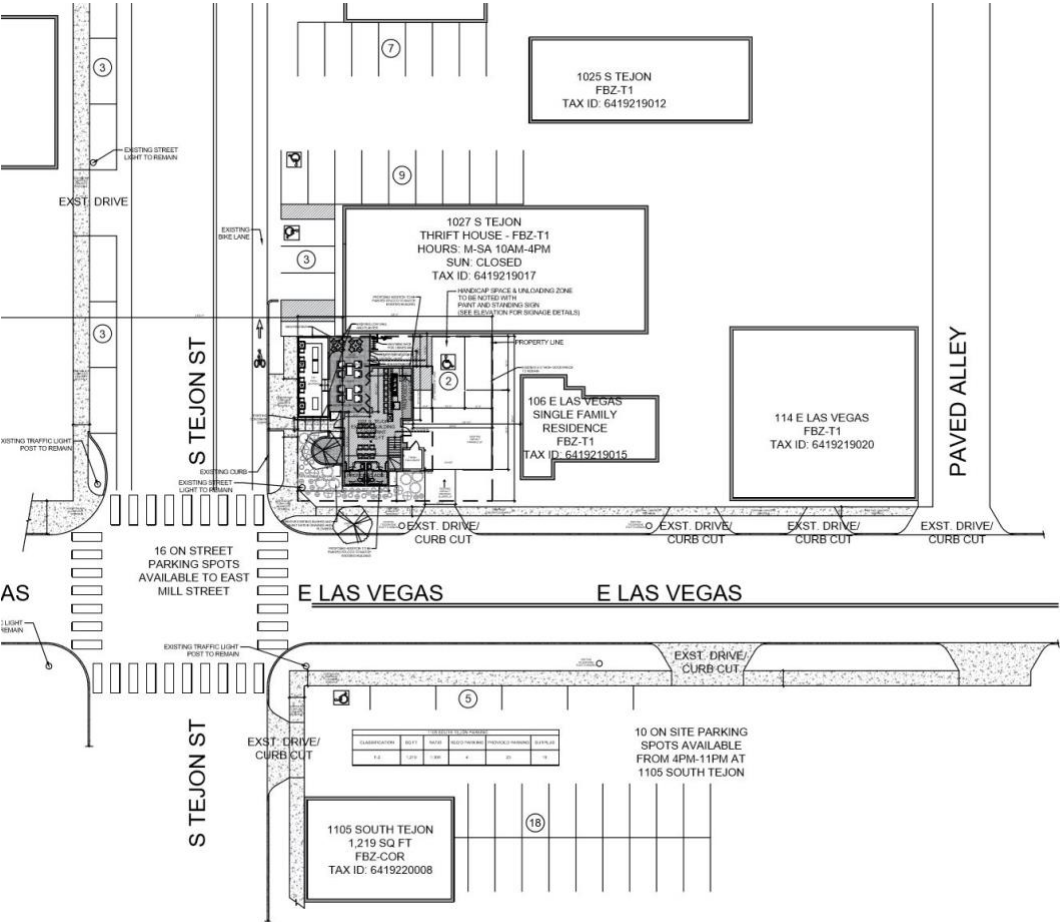 7
3
1025 S TEJON
FBZ-T1
TAX ID: 6419219012
EXISTING STREET
LIGHT TO REMAIN
9
EXST. DRIVE
EXISTING
BIKE LANE
3
1027 S TEJON
THRIFT HOUSE - FBZ-T1
HOURS: M-SA 10AM-4PM
SUN: CLOSED
TAX ID: 6419219017
HANDICAP SPACE & UNLOADING ZONE
TO BE NOTED WITH
PAINT AND STANDING SIGN
(SEE ELEVATION FOR SIGNAGE DETAILS)
3
PROPERTY LINE
2
S TEJON ST
106 E LAS VEGAS
SINGLE FAMILY
RESIDENCE
FBZ-T1
TAX ID: 6419219015
114 E LAS VEGAS
FBZ-T1
TAX ID: 6419219020
PAVED ALLEY
XISTING TRAFFIC LIGHT
POST TO REMAIN
EXISTING CURB
EXISTING STREET
LIGHT TO REMAIN
EXST. DRIVE/
CURB CUT
EXST. DRIVE/
CURB CUT
EXST. DRIVE/
CURB CUT
EXST. DRIVE/
CURB CUT
16 ON STREET
PARKING SPOTS
AVAILABLE TO EAST
MILL STREET
AS
E LAS VEGAS
E LAS VEGAS
LIGHT
REMAIN
EXISTING TRAFFIC LIGHT
POST TO REMAIN
EXST. DRIVE/
CURB CUT
5
S TEJON ST
EXST. DRIVE/
CURB CUT
10 ON SITE PARKING
SPOTS AVAILABLE
FROM 4PM-11PM AT
1105 SOUTH TEJON
18
1105 SOUTH TEJON
1,219 SQ FT
FBZ-COR
TAX ID: 6419220008